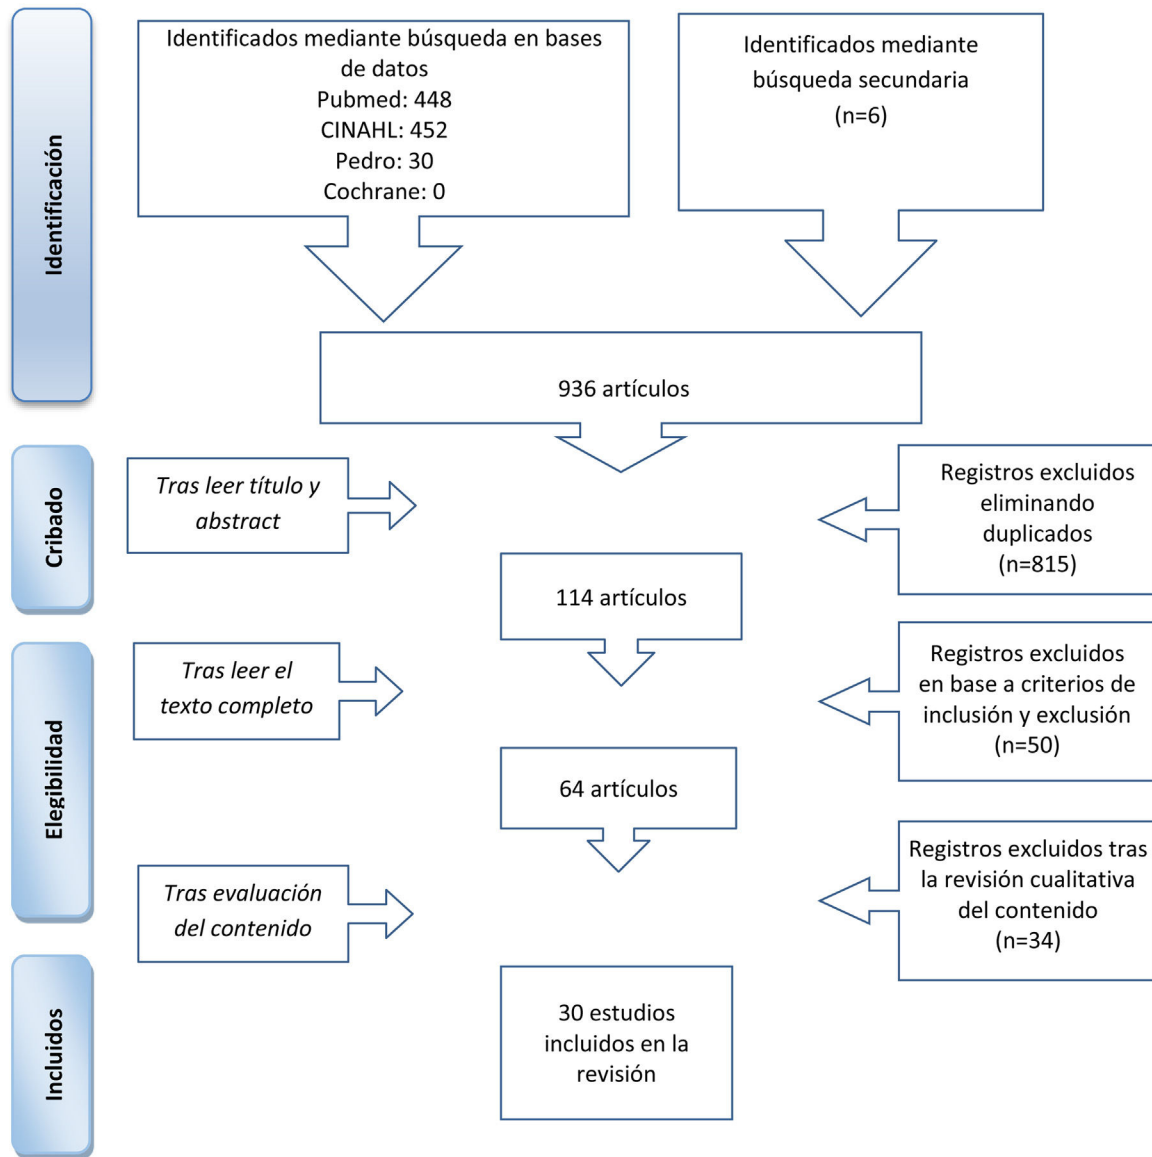 Identificación
Identificados mediante búsqueda en bases
de datos
Pubmed: 448
CINAHL: 452
Pedro: 30
Cochrane: 0
Identificados mediante
búsqueda secundaria
(n=6)
936 artículos
Cribado
Tras leer título y
abstract
Registros excluidos
eliminando
duplicados
(n=815)
114 artículos
Elegibilidad
Tras leer el
texto completo
Registros excluidos
en base a criterios de
inclusión y exclusión
(n=50)
64 artículos
Tras evaluación
del contenido
Registros excluidos tras
la revisión cualitativa
del contenido
(n=34)
Incluidos
30 estudios
incluidos en la
revisión